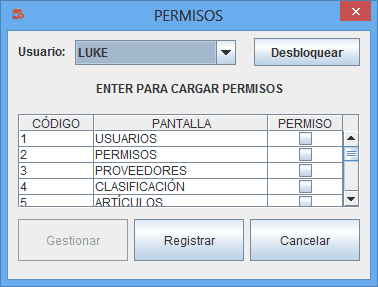 PERMISOS
Usuario: LUKE Desbloquear
ENTER PARA CARGAR PERMISOS
CÓDIGO PANTALLA PERMISO
1 USUARIOS
2 PERMISOS
3 PROVEEDORES
4 CLASIFICACIÓN
5 ARTÍCULOS
Gestionar Registrar Cancelar